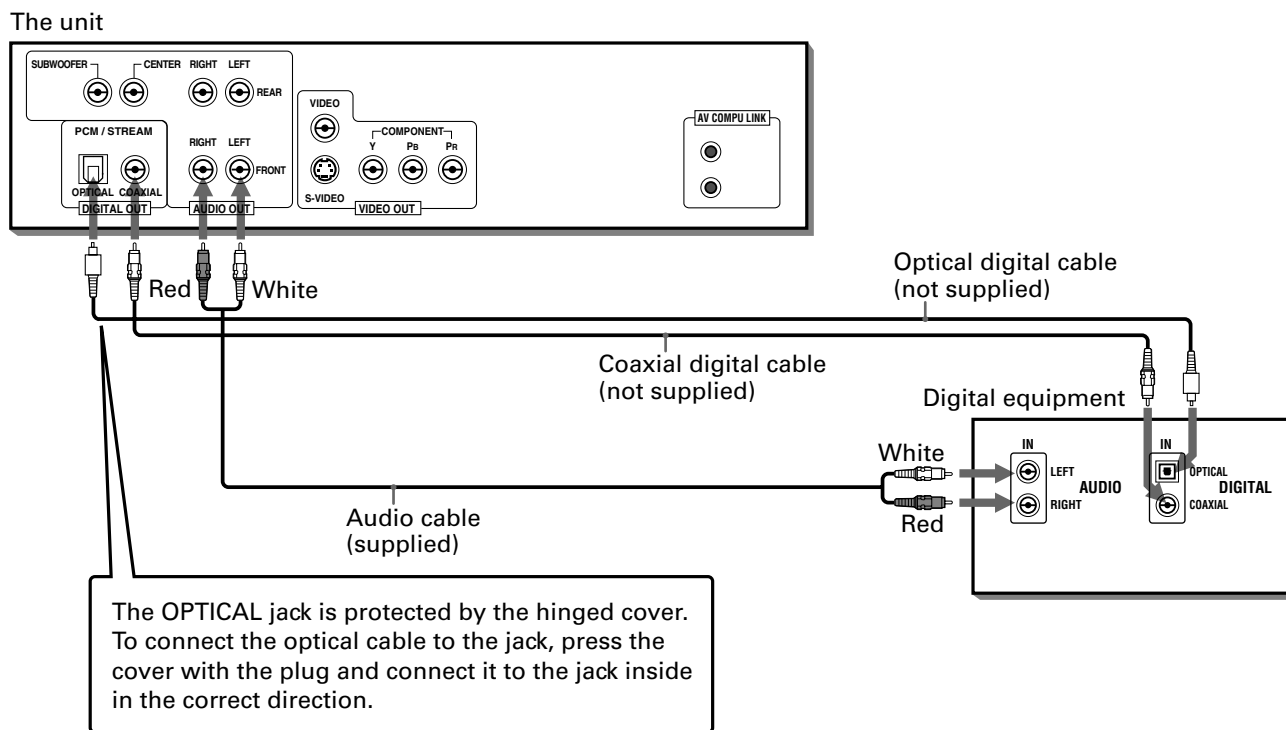 The unit
SUBWOOFER
CENTER
RIGHT
LEFT
REAR
PCM / STREAM
RIGHT
LEFT
FRONT
OPTICAL
COAXIAL
DIGITAL OUT
AUDIO OUT
VIDEO
S-VIDEO
COMPONENT
Y
PB
PR
VIDEO OUT
AV COMPU LINK
Red
White
Optical digital cable
(not supplied)
Coaxial digital cable
(not supplied)
Digital equipment
White
Red
IN
LEFT
RIGHT
AUDIO
IN
OPTICAL
COAXIAL
DIGITAL
Audio cable
(supplied)
The OPTICAL jack is protected by the hinged cover.
To connect the optical cable to the jack, press the
cover with the plug and connect it to the jack inside
in the correct direction.